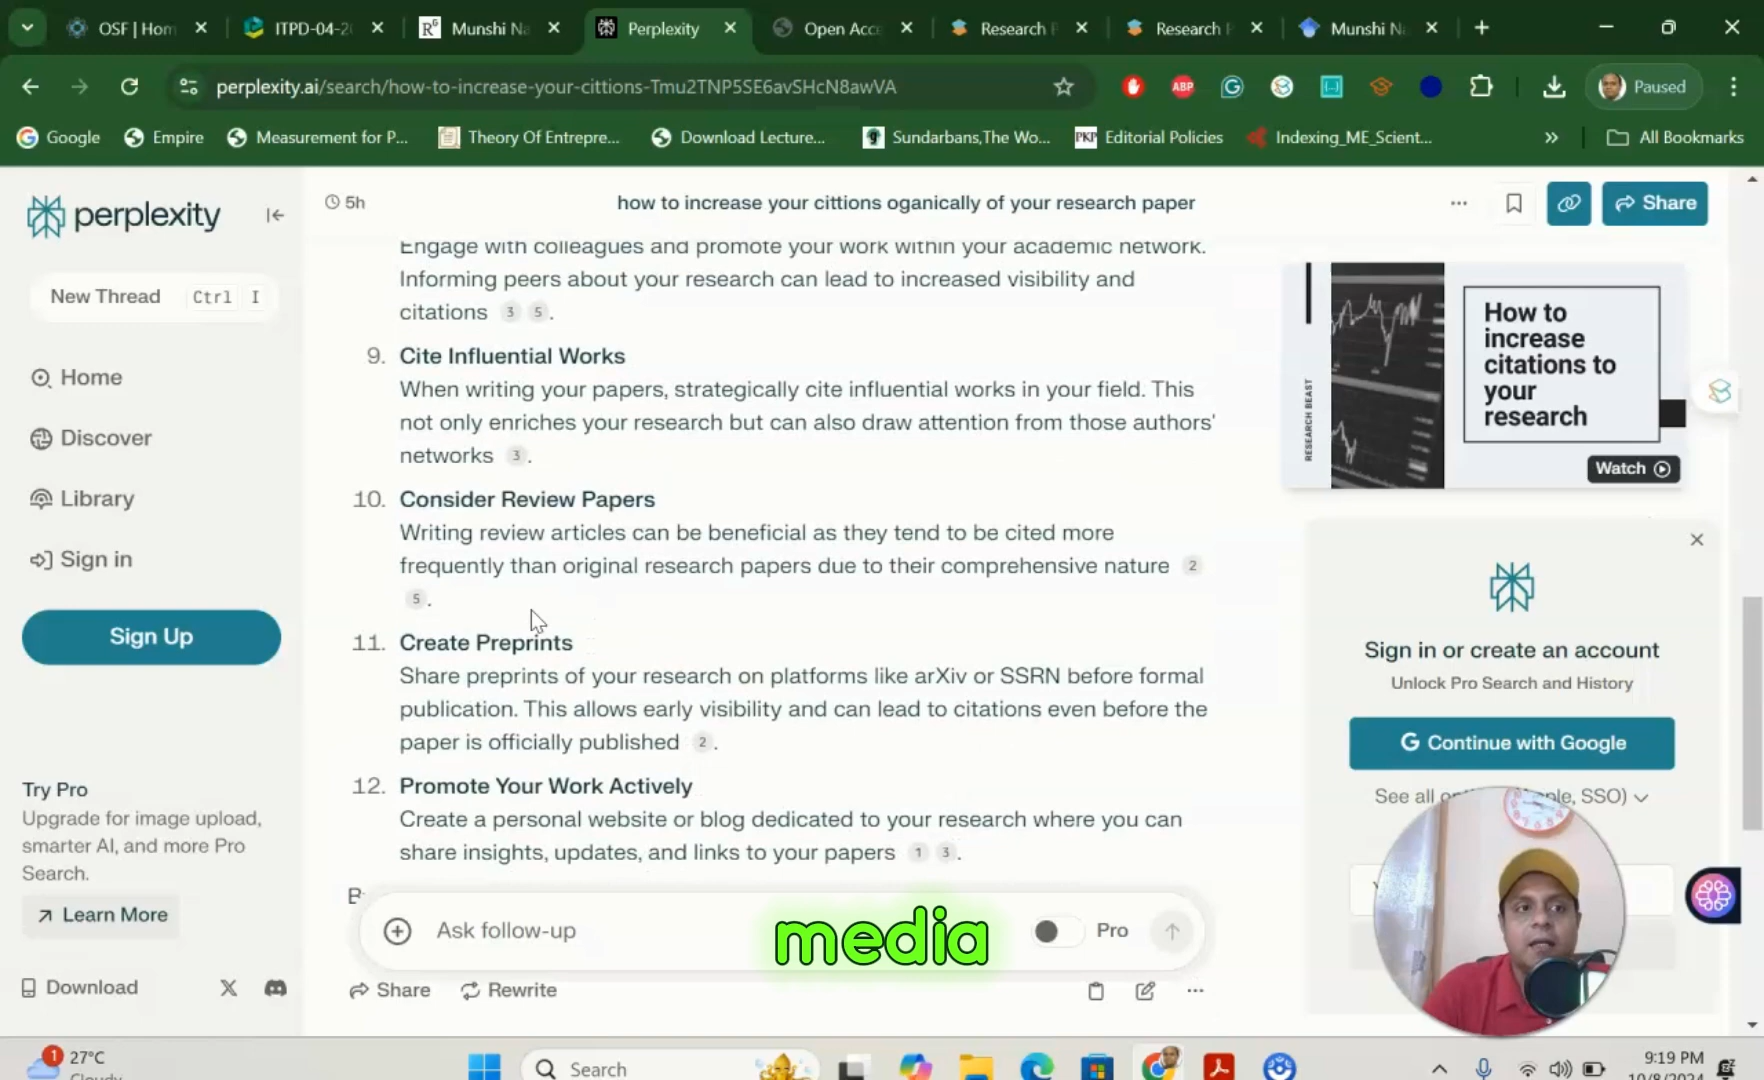 OSF | Hom
ITPD-04-20
Munshi Na
Perplexity
Open Acc
Research P
Research P
Munshi Na
perplexity.ai/search/how-to-increase-your-cittions-Tmu2TNP5SE6avSHcN8awVA
ABP
Paused
Google
Empire
Measurement for P...
Theory Of Entrepre...
Download Lecture...
Sundarbans,The Wo...
PKP Editorial Policies
Indexing_ME_Scient...
All Bookmarks
perplexity
5h
how to increase your cittions oganically of your research paper
Share
New Thread Ctrl I
Home
Discover
Library
Sign in
Sign Up
Try Pro
Upgrade for image upload,
smarter AI, and more Pro
Search.
Learn More
Download
Engage with colleagues and promote your work within your academic network.
Informing peers about your research can lead to increased visibility and
citations 3 5 .
9. Cite Influential Works
When writing your papers, strategically cite influential works in your field. This
not only enriches your research but can also draw attention from those authors'
networks 3 .
10. Consider Review Papers
Writing review articles can be beneficial as they tend to be cited more
frequently than original research papers due to their comprehensive nature 2
5 .
11. Create Preprints
Share preprints of your research on platforms like arXiv or SSRN before formal
publication. This allows early visibility and can lead to citations even before the
paper is officially published 2 .
12. Promote Your Work Actively
Create a personal website or blog dedicated to your research where you can
share insights, updates, and links to your papers 1 3 .
Ask follow-up
media
Pro
Share
Rewrite
RESEARCH BEAST
How to
increase
citations to
your
research
Watch
Sign in or create an account
Unlock Pro Search and History
Continue with Google
1
27°C
Cloudy
Search
9:19 PM
10/8/2024